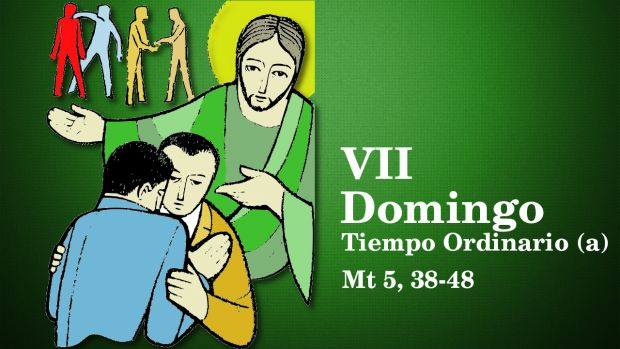 VII
Domingo
Tiempo Ordinario (a)
Mt 5, 38-48